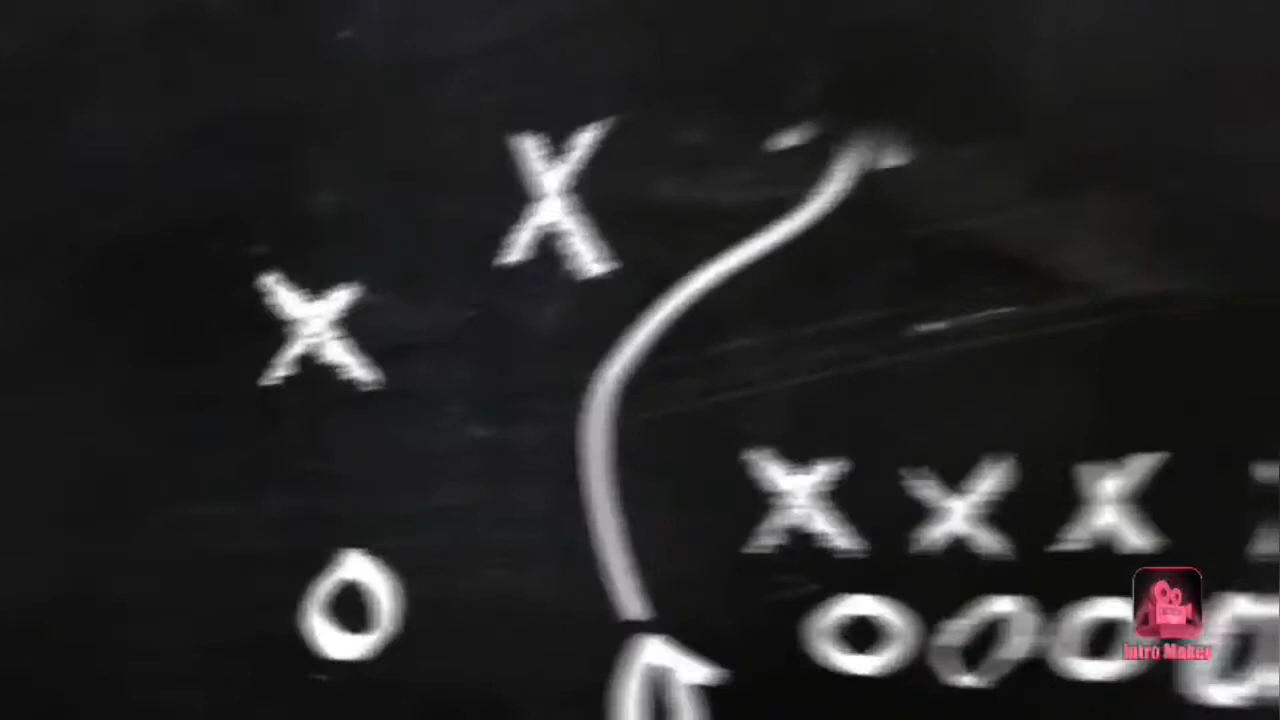 X
X
X X X
O O O O O
Intro Maker